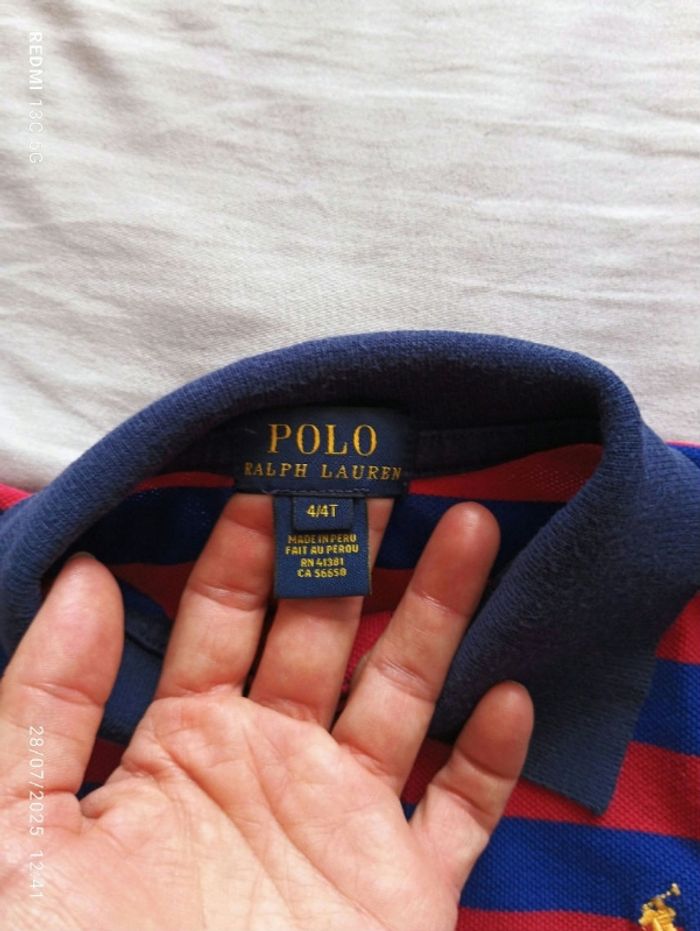 REDMI 13C 5G
POLO
RALPH LAUREN
4/4T
MADE IN PERU
FAIT AU PÉROU
RN 41381
CA 56650
28/07/2025 12:41